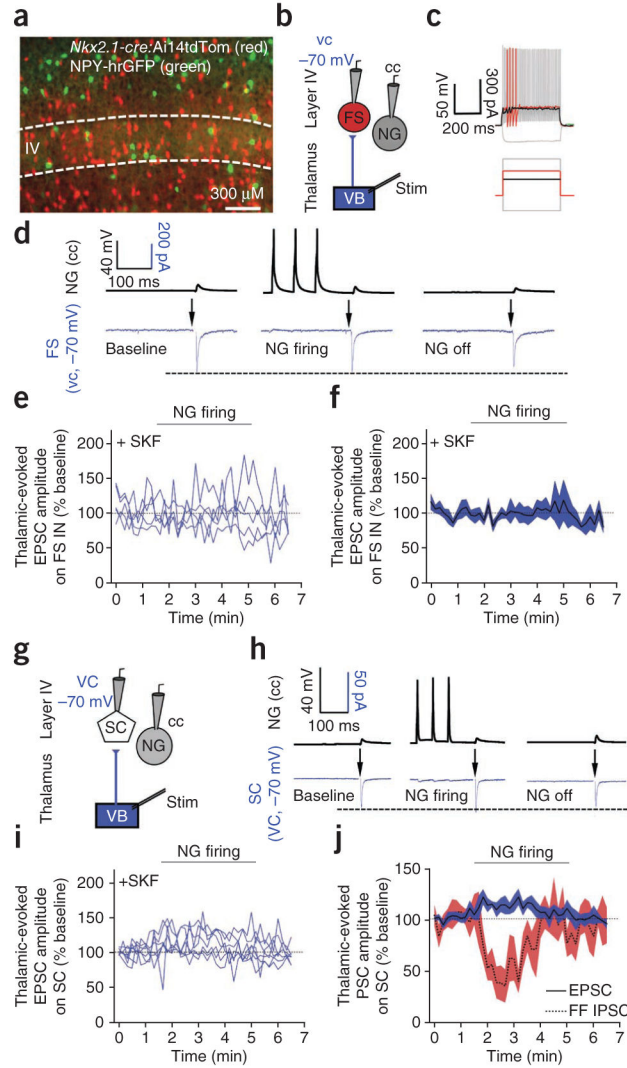 a
Nkx2.1-cre:Ai14tdTom (red)
NPY-hrGFP (green)
IV
300 µM
b
vc
–70 mV
cc
Layer IV
FS
NG
Thalamus
VB
Stim
c
50 mV
300 pA
200 ms
d
NG (cc)
40 mV
200 pA
100 ms
FS
(vc, –70 mV)
Baseline
NG firing
NG off
e
NG firing
+ SKF
Thalamic-evoked
EPSC amplitude
on FS IN (% baseline)
200
150
100
50
0
0 1 2 3 4 5 6 7
Time (min)
f
NG firing
+ SKF
Thalamic-evoked
EPSC amplitude
on FS IN (% baseline)
200
150
100
50
0
0 1 2 3 4 5 6 7
Time (min)
g
VC
–70 mV
cc
Layer IV
SC
NG
Thalamus
VB
Stim
h
NG (cc)
40 mV
50 pA
100 ms
SC
(VC, –70 mV)
Baseline
NG firing
NG off
i
NG firing
+SKF
Thalamic-evoked
EPSC amplitude
on SC (% baseline)
200
150
100
50
0
0 1 2 3 4 5 6 7
Time (min)
j
NG firing
Thalamic-evoked
PSC amplitude
on SC (% baseline)
150
100
50
0
EPSC
FF IPSC
0 1 2 3 4 5 6 7
Time (min)